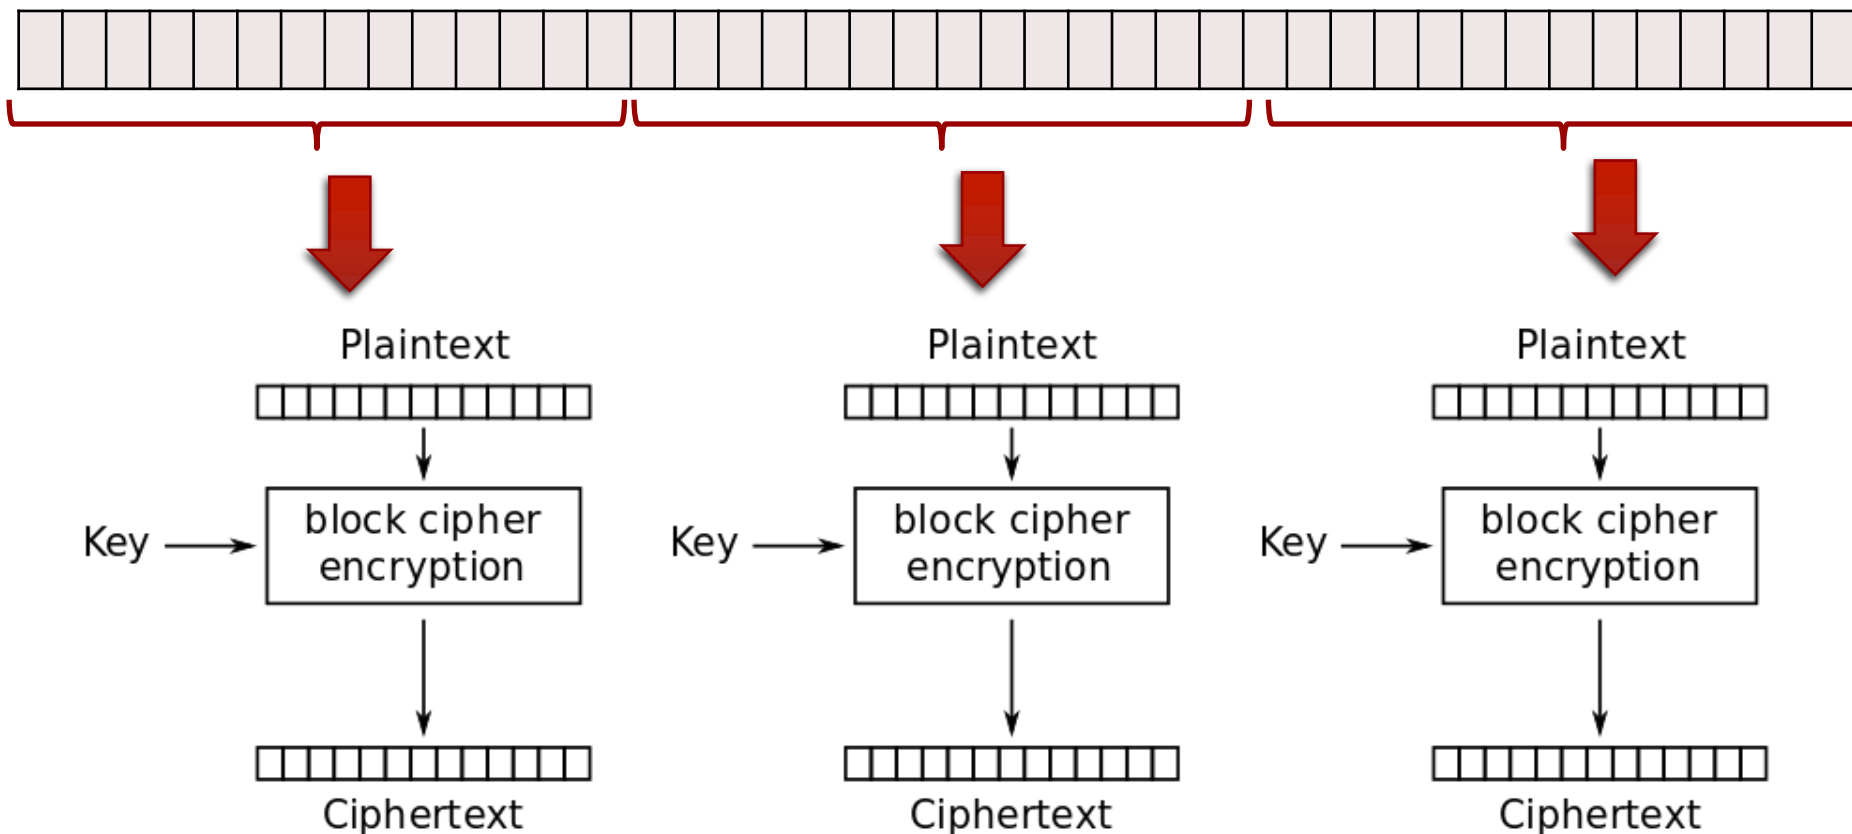 Plaintext Plaintext Plaintext
Key block cipher encryption Key block cipher encryption Key block cipher encryption
Ciphertext Ciphertext Ciphertext